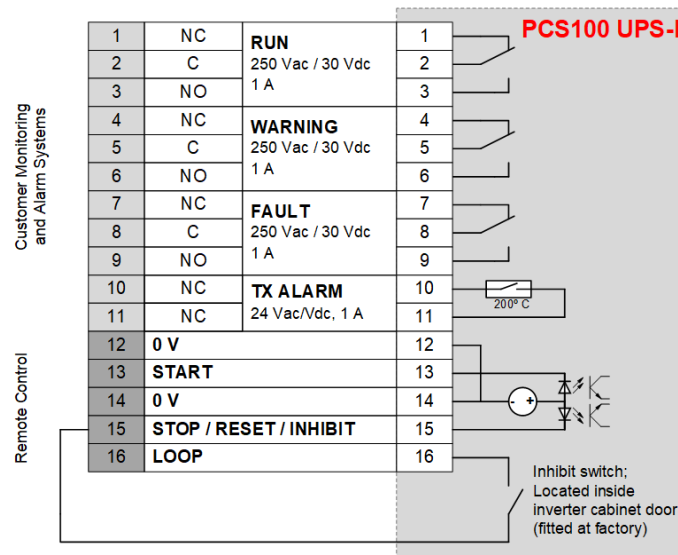 PCS100 UPS-I
Customer Monitoring
and Alarm Systems
1 NC RUN 1
2 C 250 Vac / 30 Vdc 2
3 NO 1 A 3
4 NC WARNING 4
5 C 250 Vac / 30 Vdc 5
6 NO 1 A 6
7 NC FAULT 7
8 C 250 Vac / 30 Vdc 8
9 NO 1 A 9
10 NC TX ALARM 10
11 NC 24 Vac/Vdc, 1 A 11
200º C
Remote Control
12 0 V 12
13 START 13
14 0 V 14
15 STOP / RESET / INHIBIT 15
16 LOOP 16
- +
Inhibit switch;
Located inside
inverter cabinet door
(fitted at factory)